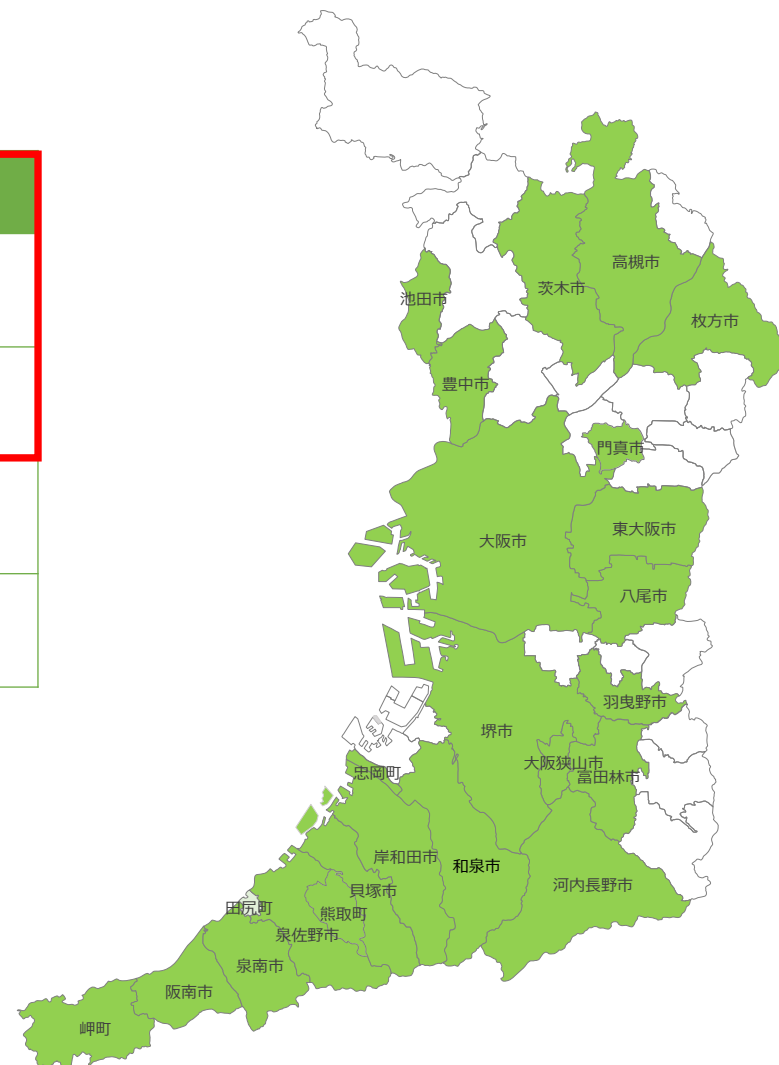 高槻市
茨木市
池田市
枚方市
豊中市
門真市
東大阪市
大阪市
八尾市
羽曳野市
堺市
大阪狭山市
忠岡町
富田林市
岸和田市
和泉市
河内長野市
貝塚市
田尻町
熊取町
泉佐野市
泉南市
阪南市
岬町